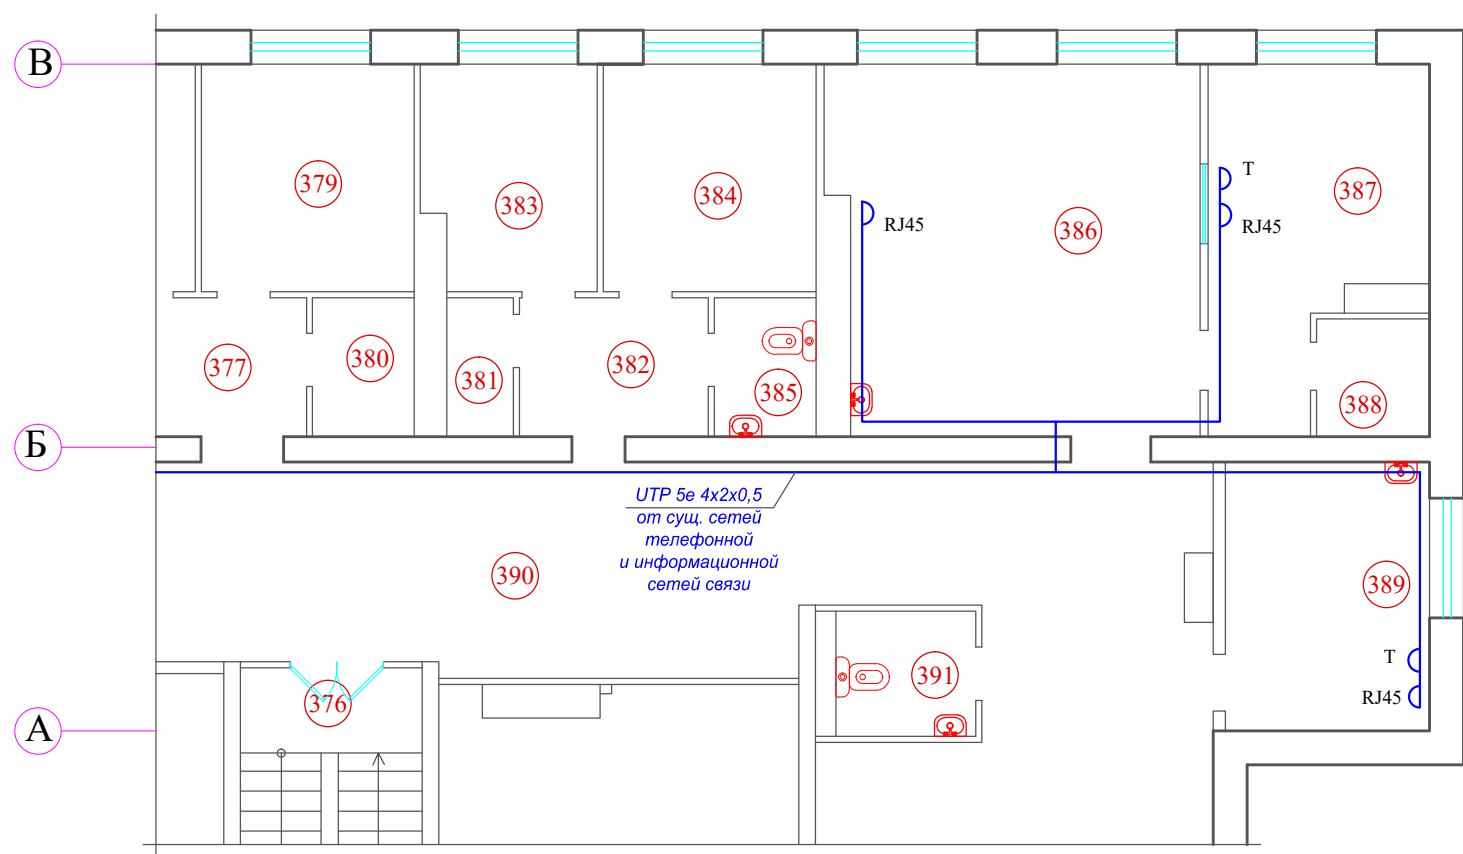 В
379
383
384
386
387
T
RJ45
RJ45
377
380
381
382
385
388
Б
UTP 5e 4x2x0,5
от сущ. сетей
телефонной
и информационной
сетей связи
390
389
391
376
T
RJ45
А